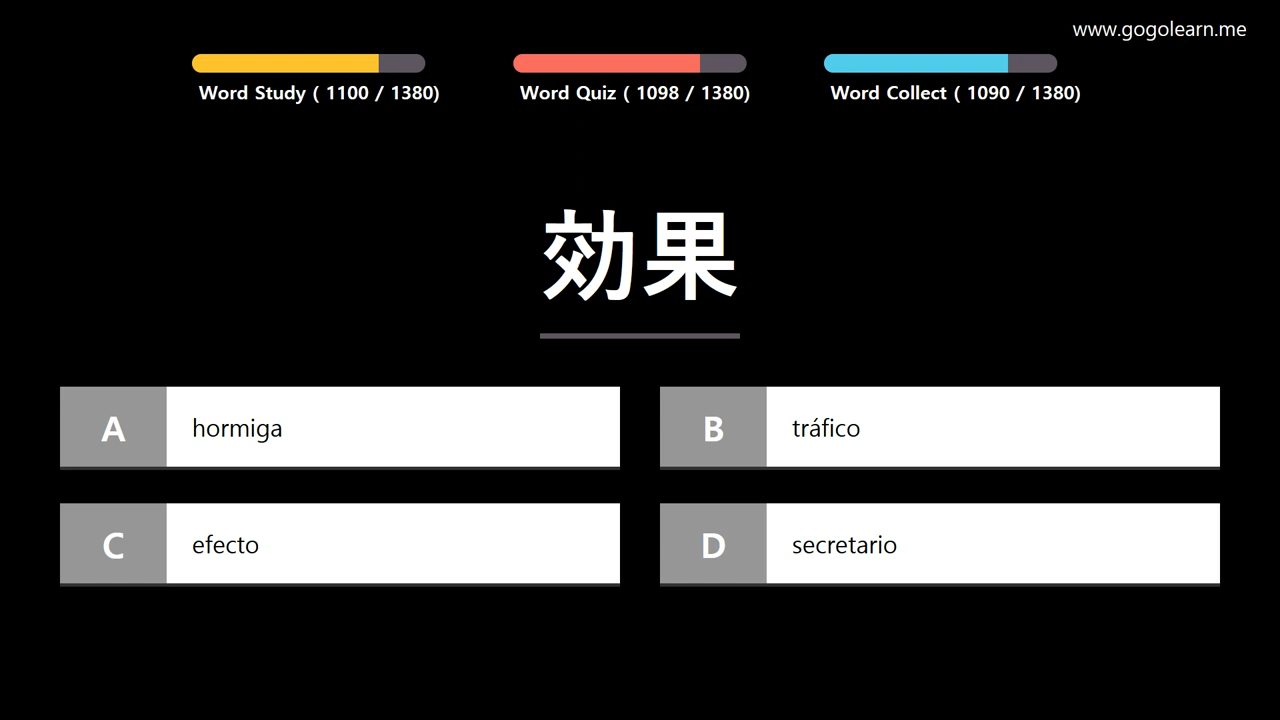 www.gogolearn.me
Word Study ( 1100 / 1380)
Word Quiz ( 1098 / 1380)
Word Collect ( 1090 / 1380)
効果
A hormiga
B tráfico
C efecto
D secretario